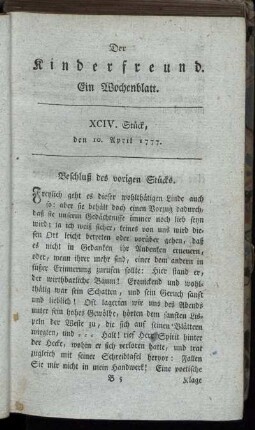 Der
Kinderfreund.
Ein Wochenblatt.
XCIV. Stück,
den 10. April 1777.
Beschluß des vorigen Stücks.
Freylich geht es dieser wohlthätigen Linde auch
so: aber sie behält doch einen Vorzug dadurch,
daß sie unserm Gedächtnisse immer noch lieb seyn
wird; ja ich weiß sicher, keines von uns wird die=
sen Ort leicht betreten oder vorüber gehen, daß
es nicht in Gedanken ihr Andenken erneuern,
oder, wenn ihrer mehr sind, einer dem andern in
süßer Erinnerung zurufen sollte: Hier stand er,
der wirthbarliche Baum! Erquickend und wohl=
thätig war sein Schatten, und sein Geruch sanft
und lieblich! Oft lagerten wir uns des Abends
unter sein hohes Gewölbe, hörten dem sanften Lis=
peln der Weste zu, die sich auf seinen Blättern
wiegten, und ... Halt! rief Herr Spirit hinter
der Hecke, wohin er sich verloren hatte, und trat
zugleich mit seiner Schreibtafel hervor: Fallen
Sie mir nicht in mein Handwerk! Eine poetische
B 5 Klage